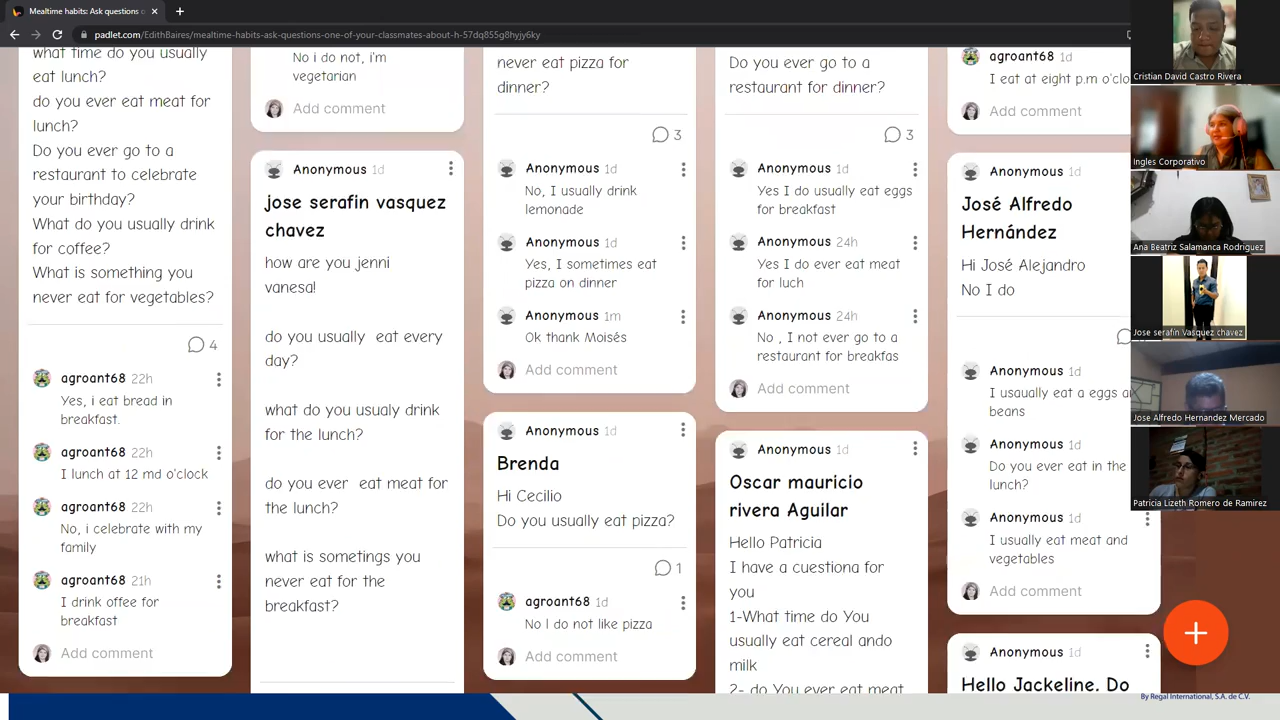 Mealtime habits: Ask questions o
padlet.com/EdithBaires/mealtime-habits-ask-questions-one-of-your-classmates-about-h-57dq855g8hyjy6ky
what time do you usually
eat lunch?
do you ever eat meat for
lunch?
Do you ever go to a
restaurant to celebrate
your birthday?
What do you usually drink
for coffee?
What is something you
never eat for vegetables?
4
agroant68 22h
Yes, i eat bread in
breakfast.
agroant68 22h
I lunch at 12 md o'clock
agroant68 22h
No, i celebrate with my
family
agroant68 21h
I drink offee for
breakfast
Add comment
No i do not, i'm
vegetarian
Add comment
Anonymous 1d
jose serafin vasquez
chavez
how are you jenni
vanesa!
do you usually eat every
day?
what do you usualy drink
for the lunch?
do you ever eat meat for
the lunch?
what is sometings you
never eat for the
breakfast?
never eat pizza for
dinner?
3
Anonymous 1d
No, I usually drink
lemonade
Anonymous 1d
Yes, I sometimes eat
pizza on dinner
Anonymous 1m
Ok thank Moisés
Add comment
Anonymous 1d
Brenda
Hi Cecilio
Do you usually eat pizza?
1
agroant68 1d
No I do not like pizza
Add comment
Do you ever go to a
restaurant for dinner?
3
Anonymous 1d
Yes I do usually eat eggs
for breakfast
Anonymous 24h
Yes I do ever eat meat
for luch
Anonymous 24h
No , I not ever go to a
restaurant for breakfas
Add comment
Anonymous 1d
Oscar mauricio
rivera Aguilar
Hello Patricia
I have a cuestiona for
you
1-What time do You
usually eat cereal ando
milk
2- do You ever eat meat
agroant68 1d
I eat at eight p.m o'clo
Add comment
Anonymous 1d
José Alfredo
Hernández
Hi José Alejandro
No I do
Anonymous 1d
I usaually eat a eggs a
beans
Anonymous 1d
Do you ever eat in the
lunch?
Anonymous 1d
I usually eat meat and
vegetables
Add comment
Anonymous 1d
Hello Jackeline. Do
Cristian David Castro Rivera
Ingles Corporativo
Ana Beatriz Salamanca Rodriguez
Jose serafin Vasquez chavez
Jose Alfredo Hernandez Mercado
Patricia Lizeth Romero de Ramirez
By Regal International, S.A. de C.V.